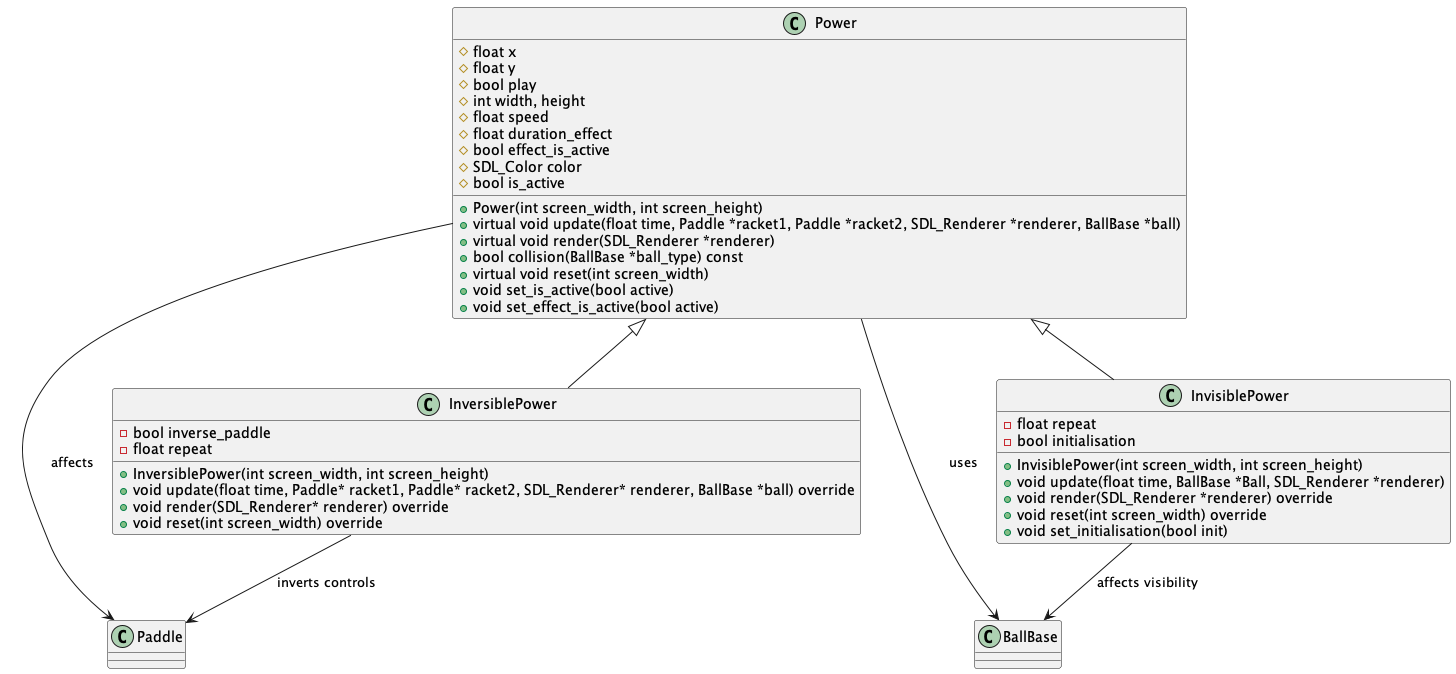 C Power
float x
float y
bool play
int width, height
float speed
float duration_effect
bool effect_is_active
SDL_Color color
bool is_active
Power(int screen_width, int screen_height)
virtual void update(float time, Paddle *racket1, Paddle *racket2, SDL_Renderer *renderer, BallBase *ball)
virtual void render(SDL_Renderer *renderer)
bool collision(BallBase *ball_type) const
virtual void reset(int screen_width)
void set_is_active(bool active)
void set_effect_is_active(bool active)
C InversiblePower
bool inverse_paddle
float repeat
InversiblePower(int screen_width, int screen_height)
void update(float time, Paddle* racket1, Paddle* racket2, SDL_Renderer* renderer, BallBase *ball) override
void render(SDL_Renderer* renderer) override
void reset(int screen_width) override
C InvisiblePower
float repeat
bool initialisation
InvisiblePower(int screen_width, int screen_height)
void update(float time, BallBase *Ball, SDL_Renderer *renderer)
void render(SDL_Renderer *renderer) override
void reset(int screen_width) override
void set_initialisation(bool init)
affects
uses
inverts controls
affects visibility
C Paddle
C BallBase